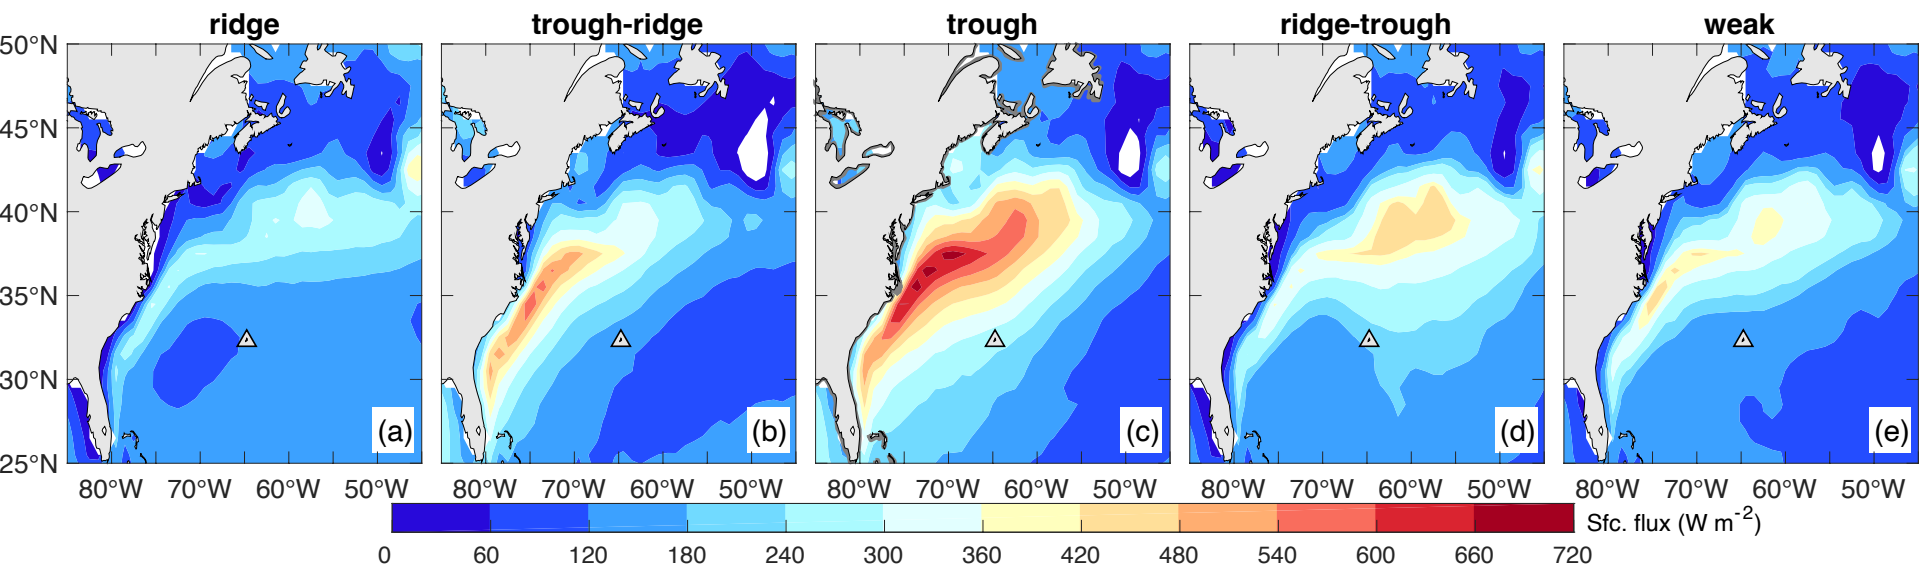 ridge trough-ridge trough ridge-trough weak
50°N
45°N
40°N
35°N
30°N
25°N
(a) (b) (c) (d) (e)
80°W 70°W 60°W 50°W 80°W 70°W 60°W 50°W 80°W 70°W 60°W 50°W 80°W 70°W 60°W 50°W 80°W 70°W 60°W 50°W
Sfc. flux (W m⁻²)
0 60 120 180 240 300 360 420 480 540 600 660 720